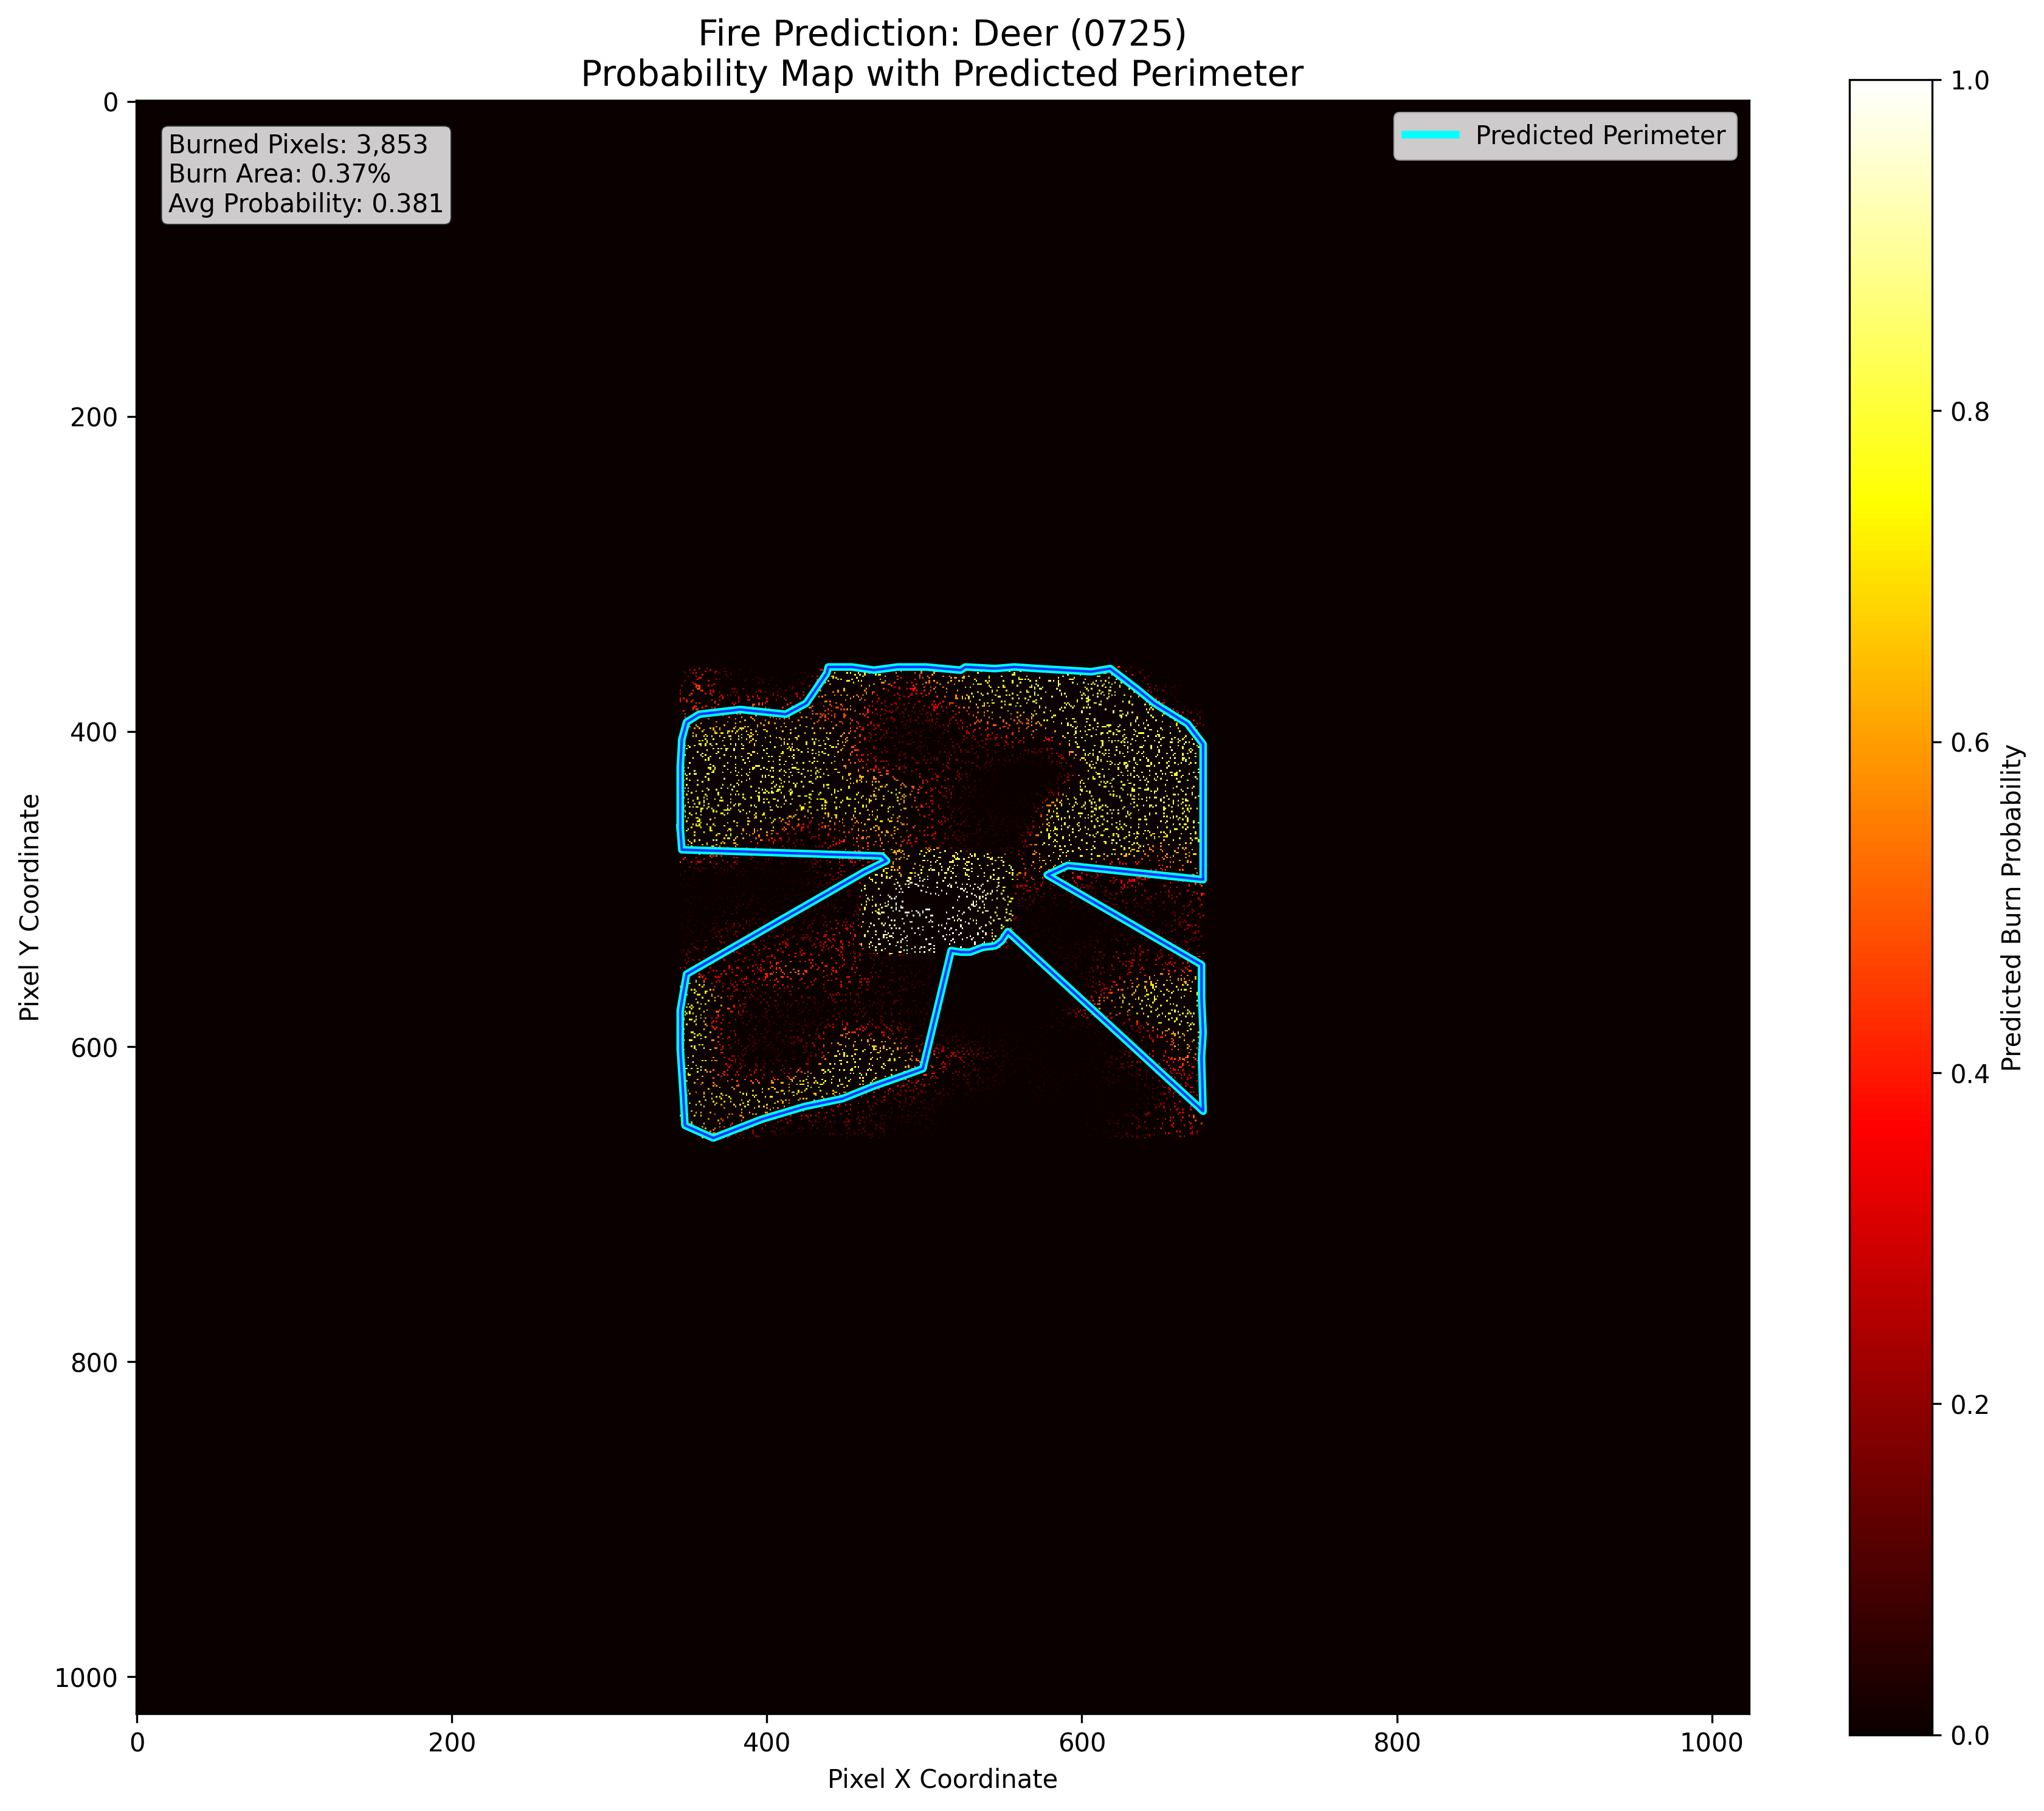 Fire Prediction: Deer (0725)
Probability Map with Predicted Perimeter
Burned Pixels: 3,853
Burn Area: 0.37%
Avg Probability: 0.381
Predicted Perimeter
0
200
400
600
800
1000
Pixel Y Coordinate
0
200
400
600
800
1000
Pixel X Coordinate
1.0
0.8
0.6
0.4
0.2
0.0
Predicted Burn Probability